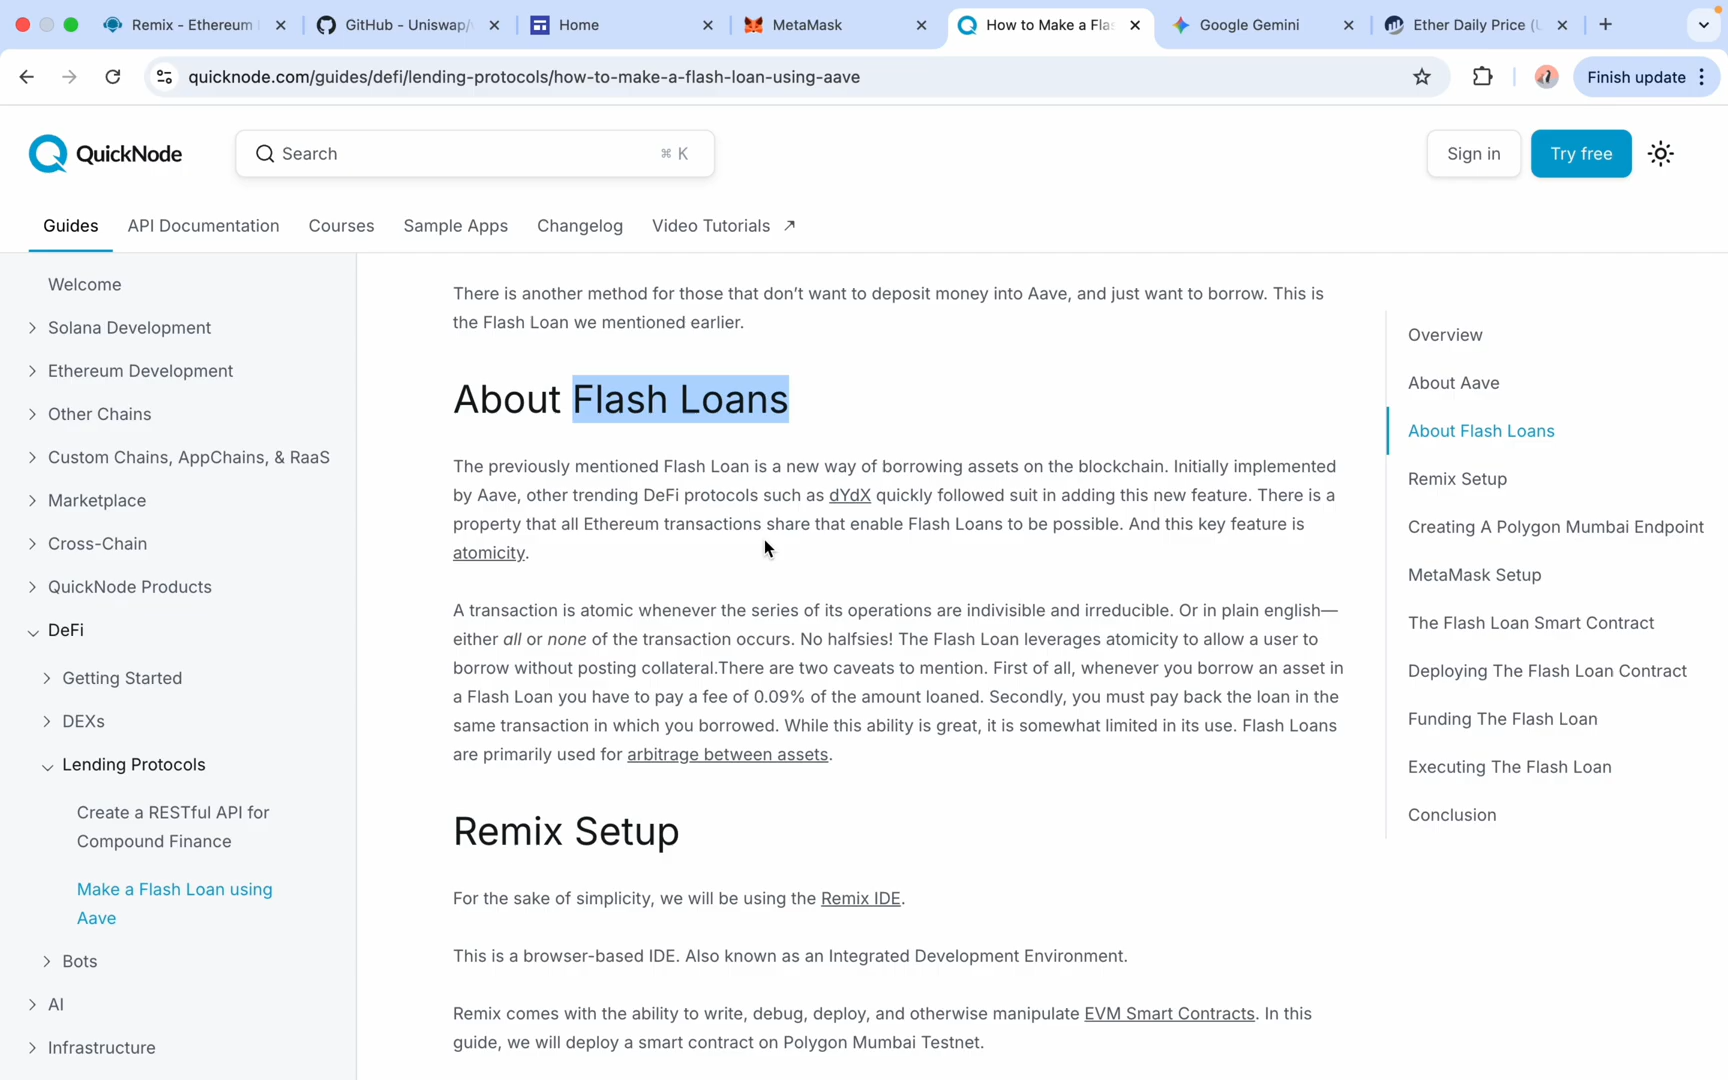 Remix - Ethereum
GitHub - Uniswap/
Home
MetaMask
How to Make a Fla
Google Gemini
Ether Daily Price (
quicknode.com/guides/defi/lending-protocols/how-to-make-a-flash-loan-using-aave
Finish update
QuickNode
Search
⌘ K
Sign in
Try free
Guides
API Documentation
Courses
Sample Apps
Changelog
Video Tutorials ↗
Welcome
Solana Development
Ethereum Development
Other Chains
Custom Chains, AppChains, & RaaS
Marketplace
Cross-Chain
QuickNode Products
DeFi
Getting Started
DEXs
Lending Protocols
Create a RESTful API for
Compound Finance
Make a Flash Loan using
Aave
Bots
AI
Infrastructure
There is another method for those that don’t want to deposit money into Aave, and just want to borrow. This is
the Flash Loan we mentioned earlier.
About Flash Loans
The previously mentioned Flash Loan is a new way of borrowing assets on the blockchain. Initially implemented
by Aave, other trending DeFi protocols such as dYdX quickly followed suit in adding this new feature. There is a
property that all Ethereum transactions share that enable Flash Loans to be possible. And this key feature is
atomicity.
A transaction is atomic whenever the series of its operations are indivisible and irreducible. Or in plain english—
either all or none of the transaction occurs. No halfsies! The Flash Loan leverages atomicity to allow a user to
borrow without posting collateral.There are two caveats to mention. First of all, whenever you borrow an asset in
a Flash Loan you have to pay a fee of 0.09% of the amount loaned. Secondly, you must pay back the loan in the
same transaction in which you borrowed. While this ability is great, it is somewhat limited in its use. Flash Loans
are primarily used for arbitrage between assets.
Remix Setup
For the sake of simplicity, we will be using the Remix IDE.
This is a browser-based IDE. Also known as an Integrated Development Environment.
Remix comes with the ability to write, debug, deploy, and otherwise manipulate EVM Smart Contracts. In this
guide, we will deploy a smart contract on Polygon Mumbai Testnet.
Overview
About Aave
About Flash Loans
Remix Setup
Creating A Polygon Mumbai Endpoint
MetaMask Setup
The Flash Loan Smart Contract
Deploying The Flash Loan Contract
Funding The Flash Loan
Executing The Flash Loan
Conclusion